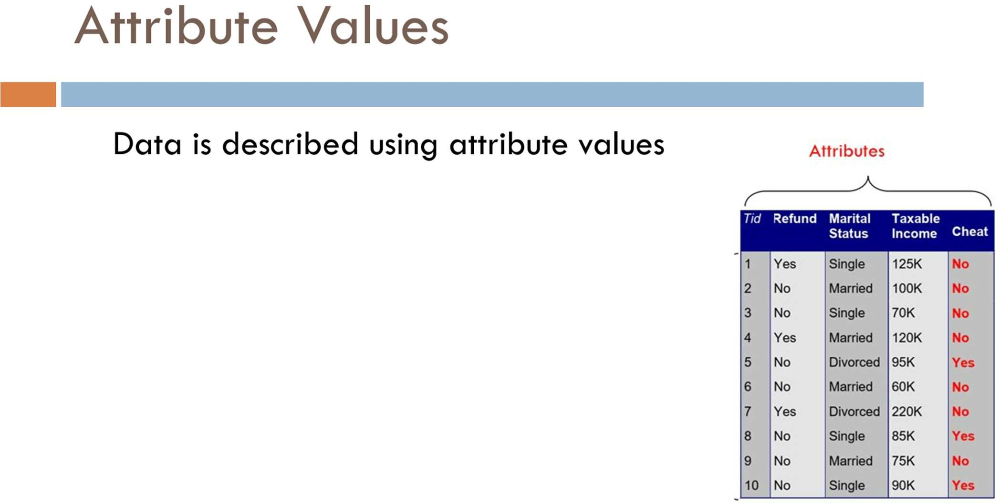 Attribute Values
Data is described using attribute values
Attributes
Tid Refund Marital Status Taxable Income Cheat
1 Yes Single 125K No
2 No Married 100K No
3 No Single 70K No
4 Yes Married 120K No
5 No Divorced 95K Yes
6 No Married 60K No
7 Yes Divorced 220K No
8 No Single 85K Yes
9 No Married 75K No
10 No Single 90K Yes